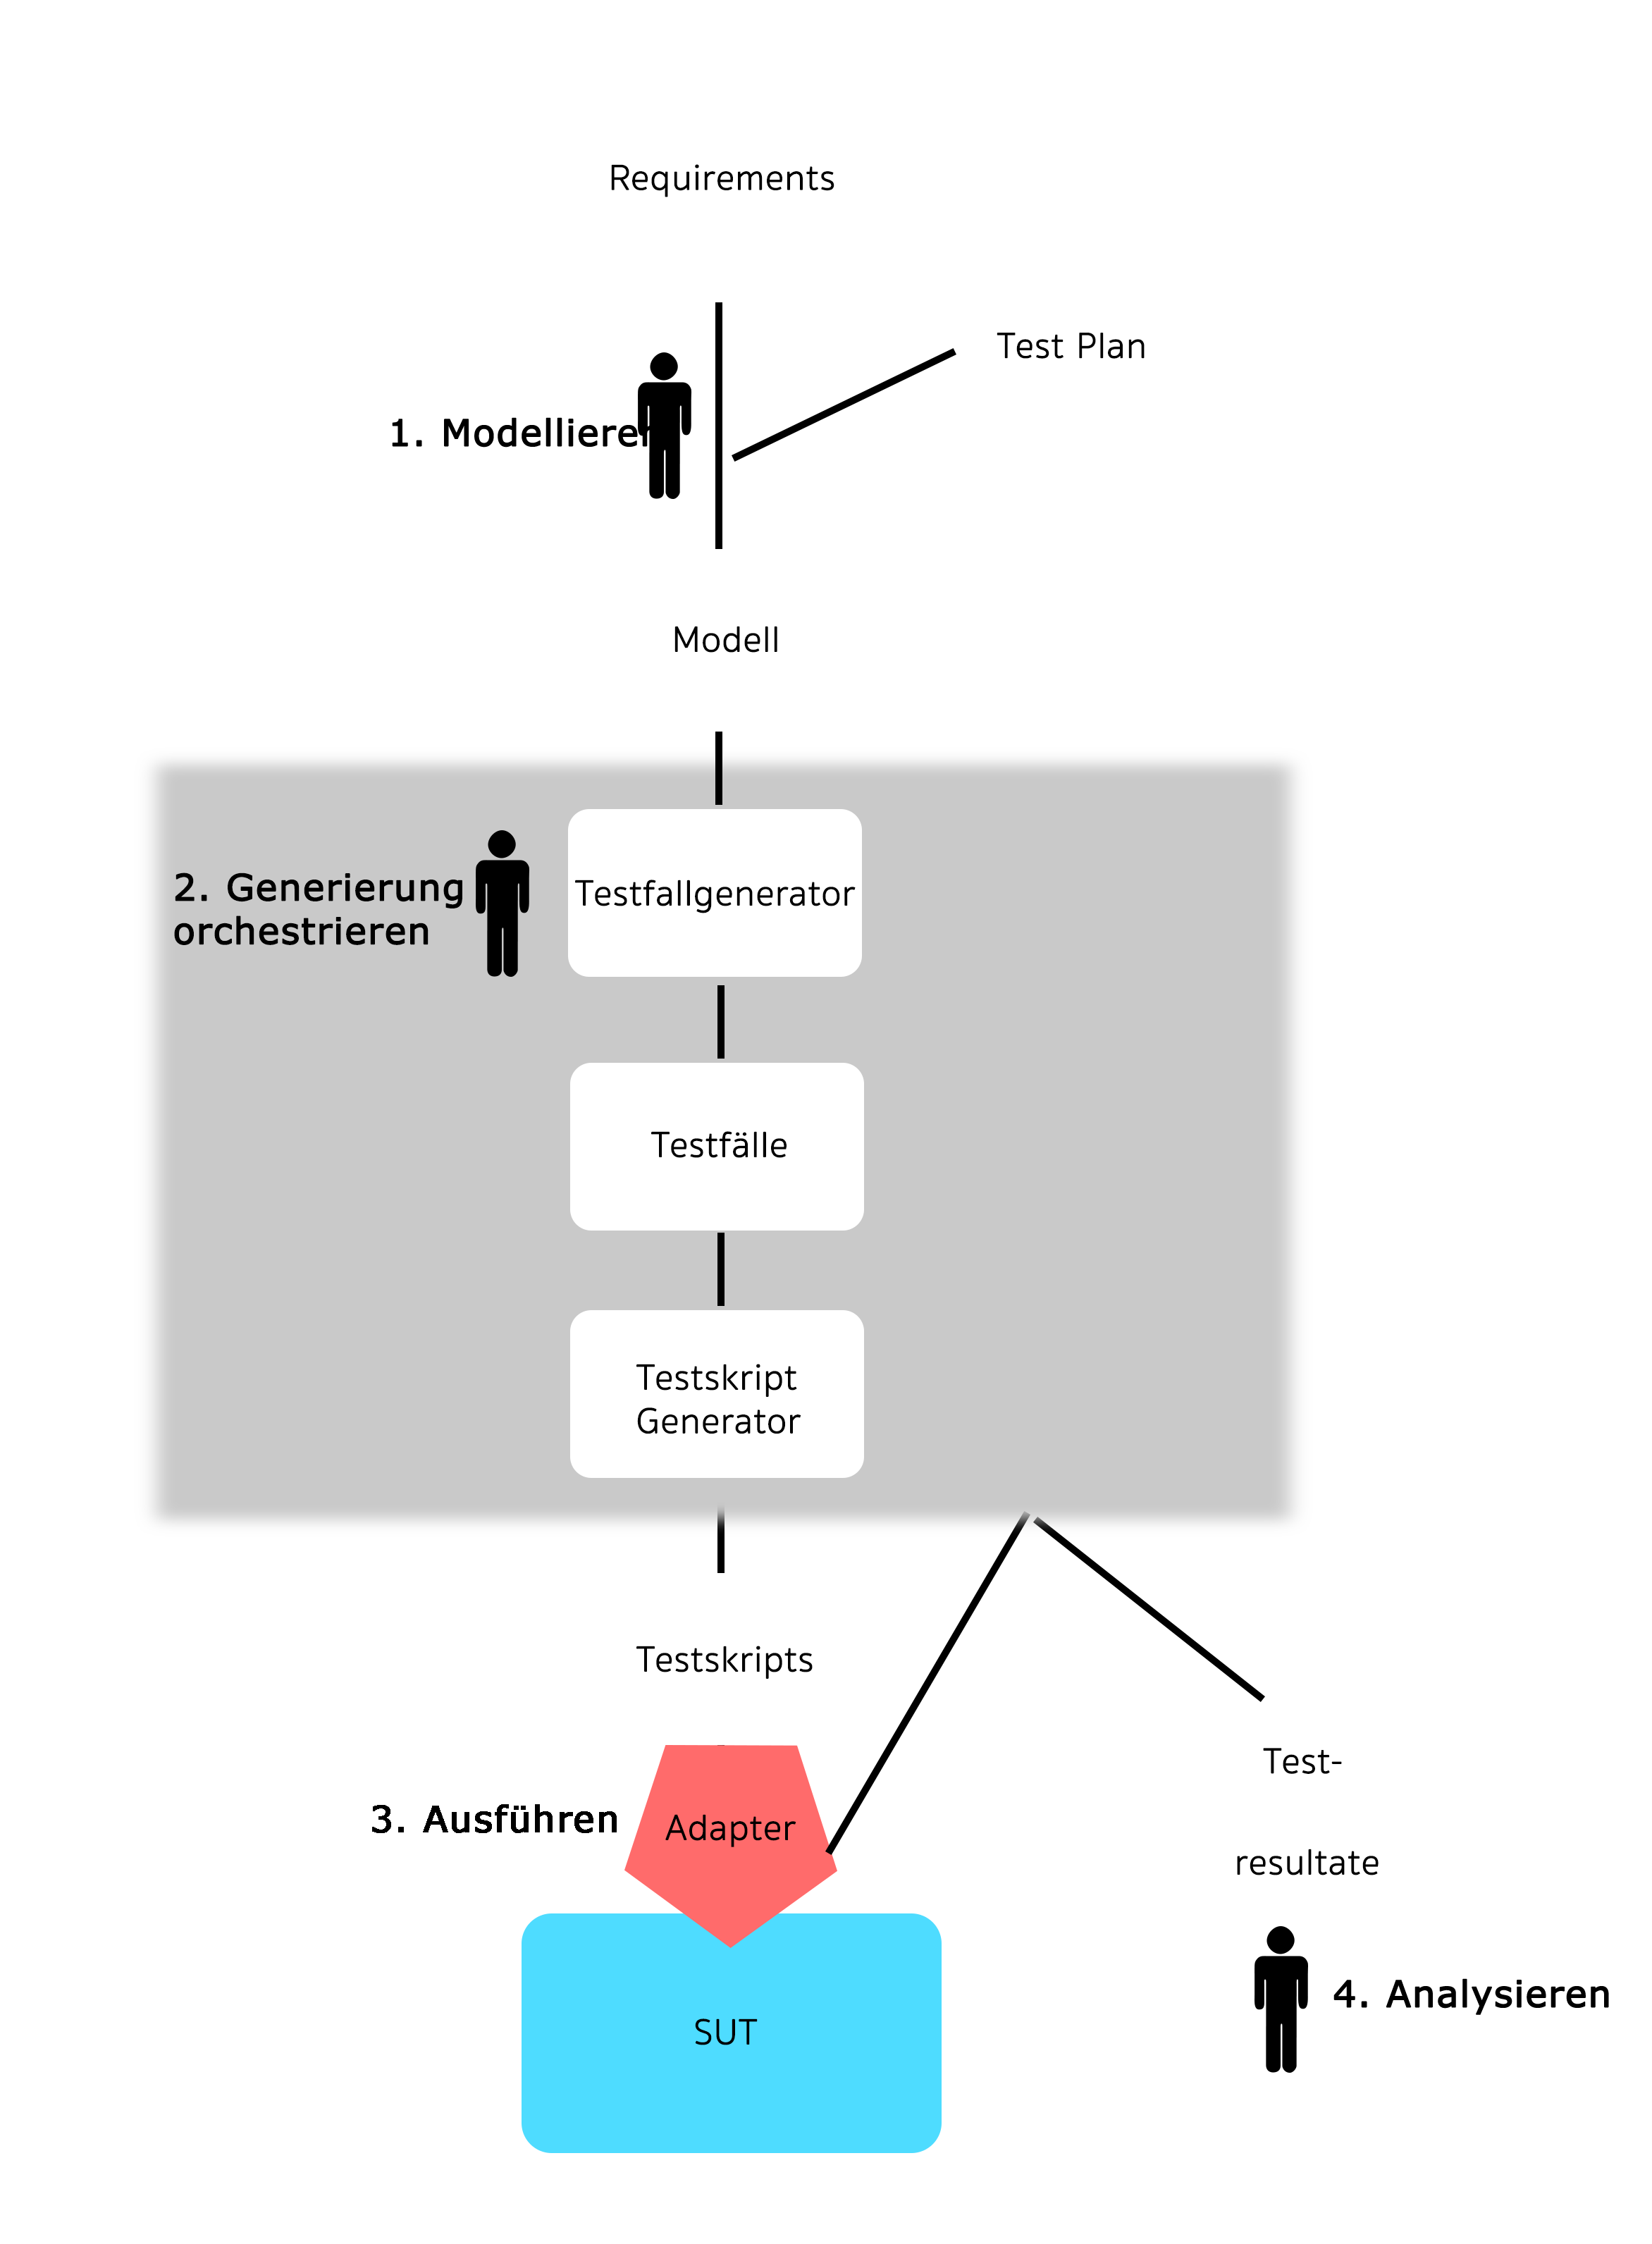 Requirements
Test Plan
1. Modellieren
Modell
Testfallgenerator
2. Generierung
orchestrieren
Testfälle
Testskript
Generator
Testskripts
Test-
3. Ausführen
Adapter
resultate
4. Analysieren
SUT